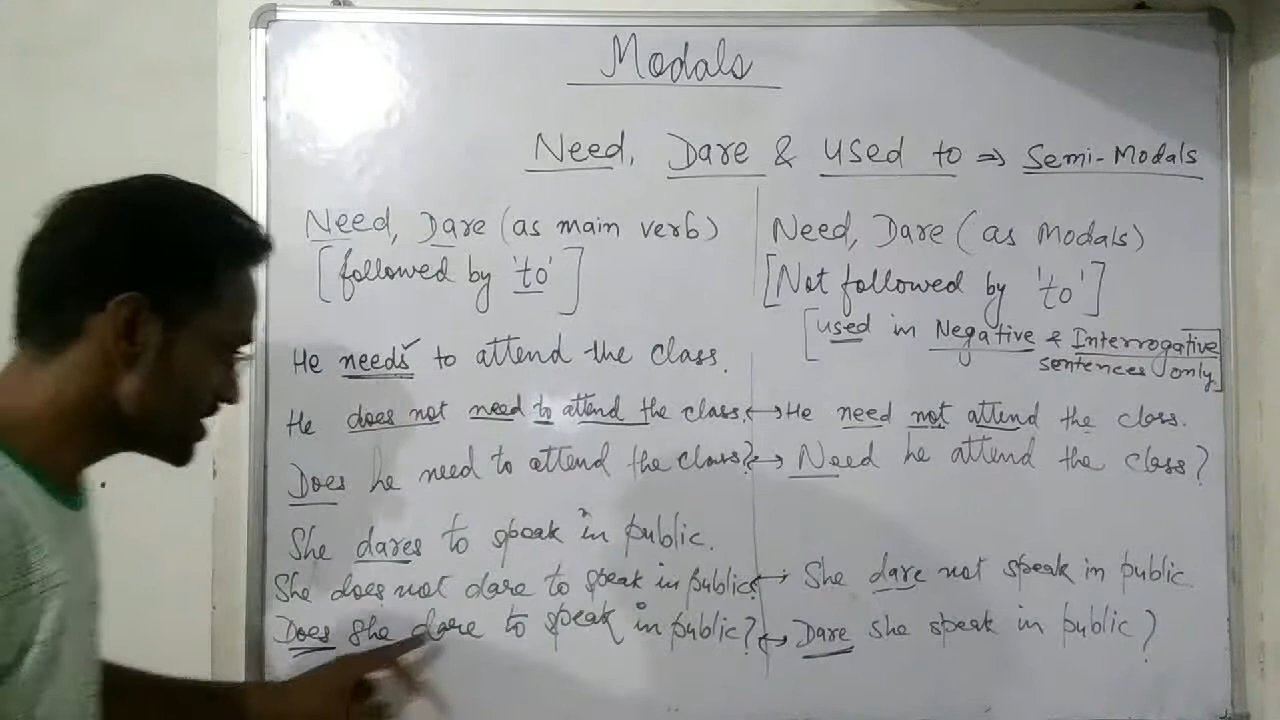 Modals
Need, Dare & used to ⇒ Semi-Modals
Need, Dare (as main verb)
[followed by 'to']
He needs to attend the class.
He does not need to attend the class.
Does he need to attend the class?
She dares to speak in public.
She does not dare to speak in public.
Does she dare to speak in public?
Need, Dare (as Modals)
[Not followed by 'to']
[used in Negative & Interrogative
sentences only]
↔ He need not attend the class.
↔ Need he attend the class?
↔ She dare not speak in public
↔ Dare she speak in public?